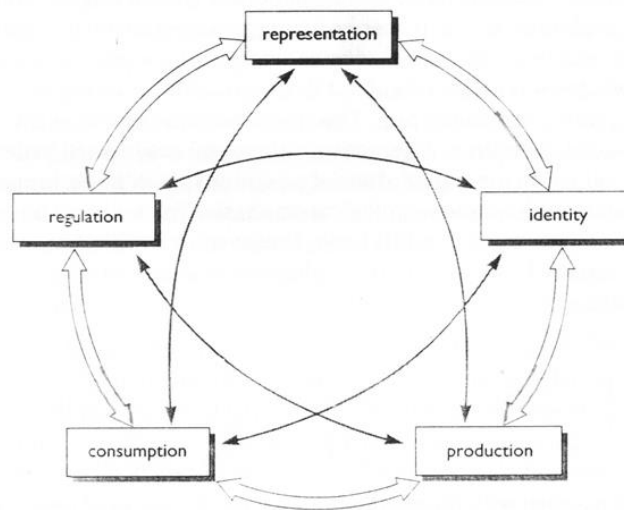 representation
regulation
identity
consumption
production